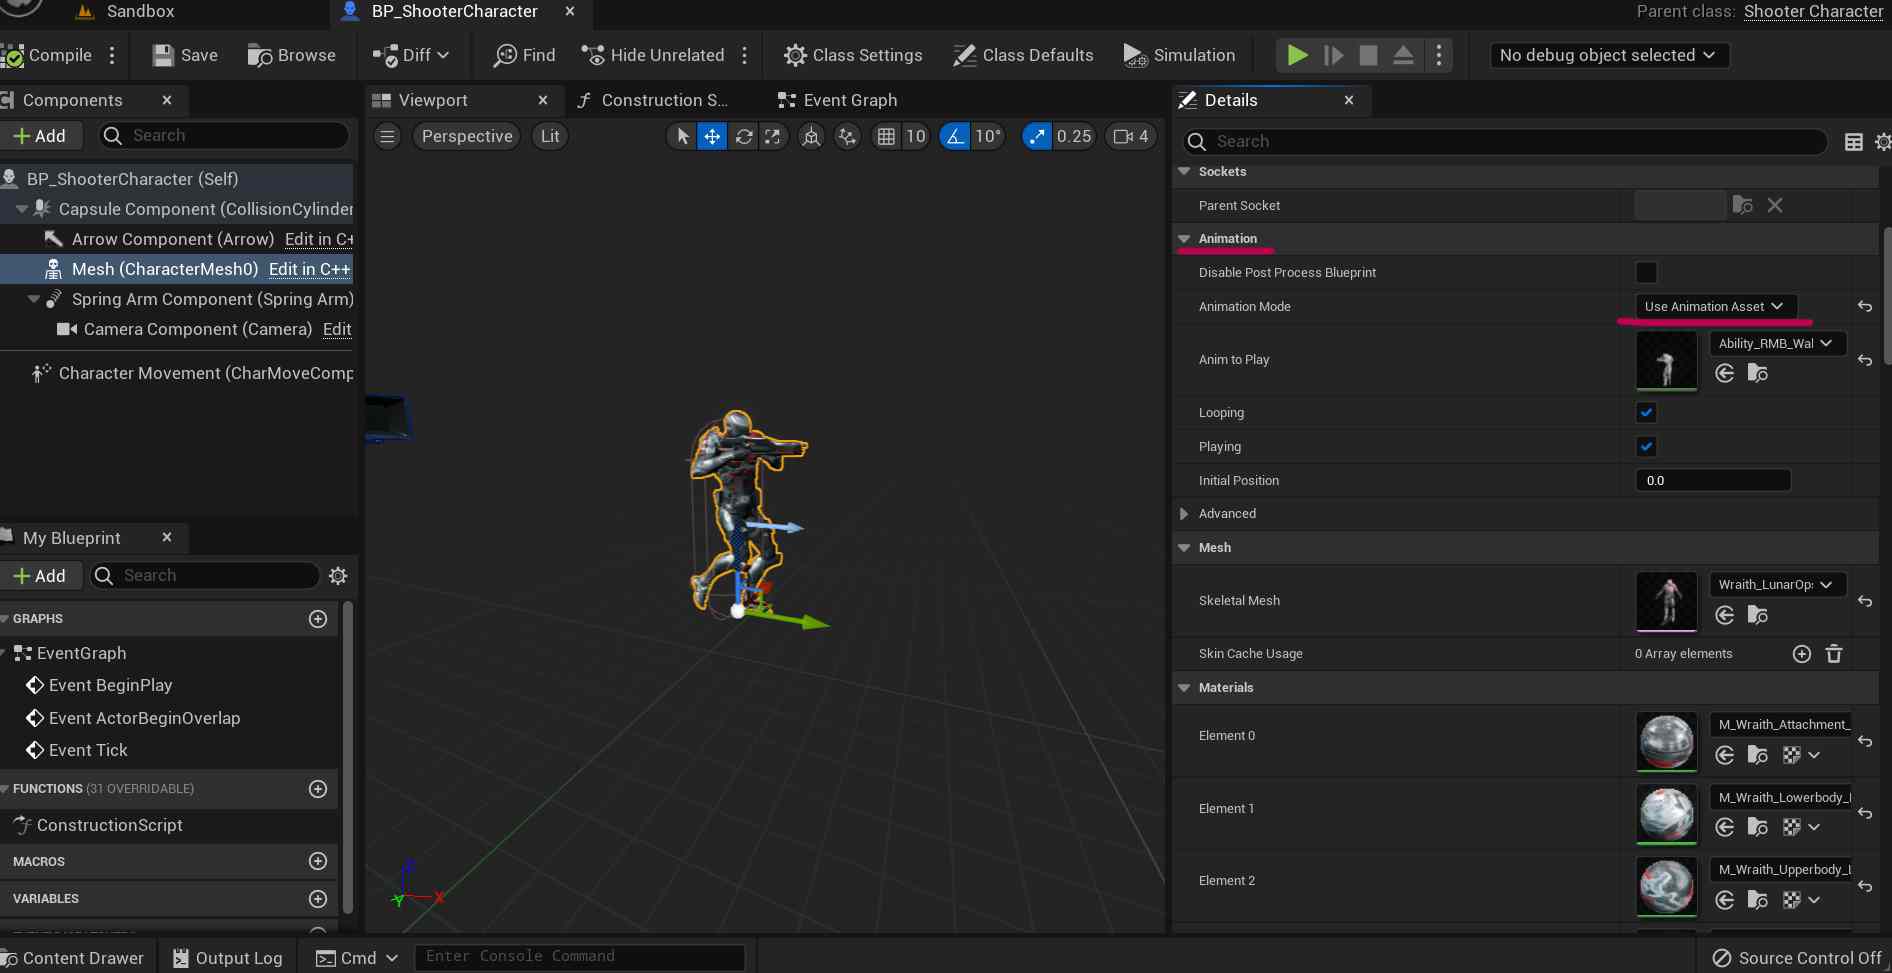 Sandbox
BP_ShooterCharacter
Parent class: Shooter Character
Compile
Save
Browse
Diff
Find
Hide Unrelated
Class Settings
Class Defaults
Simulation
No debug object selected
Components
Viewport
Construction S...
Event Graph
Details
Add
Search
Perspective
Lit
10
10°
0.25
4
Search
BP_ShooterCharacter (Self)
Capsule Component (CollisionCylinder
Arrow Component (Arrow) Edit in C+
Mesh (CharacterMesh0) Edit in C++
Spring Arm Component (Spring Arm)
Camera Component (Camera) Edit
Character Movement (CharMoveComp
My Blueprint
Add
Search
GRAPHS
EventGraph
Event BeginPlay
Event ActorBeginOverlap
Event Tick
FUNCTIONS (31 OVERRIDABLE)
ConstructionScript
MACROS
VARIABLES
Z
X
Y
Sockets
Parent Socket
Animation
Disable Post Process Blueprint
Animation Mode
Use Animation Asset
Anim to Play
Ability_RMB_Wal
Looping
Playing
Initial Position
0.0
Advanced
Mesh
Skeletal Mesh
Wraith_LunarOps
Skin Cache Usage
0 Array elements
Materials
Element 0
M_Wraith_Attachment_
Element 1
M_Wraith_Lowerbody_
Element 2
M_Wraith_Upperbody_
Content Drawer
Output Log
Cmd
Enter Console Command
Source Control Off